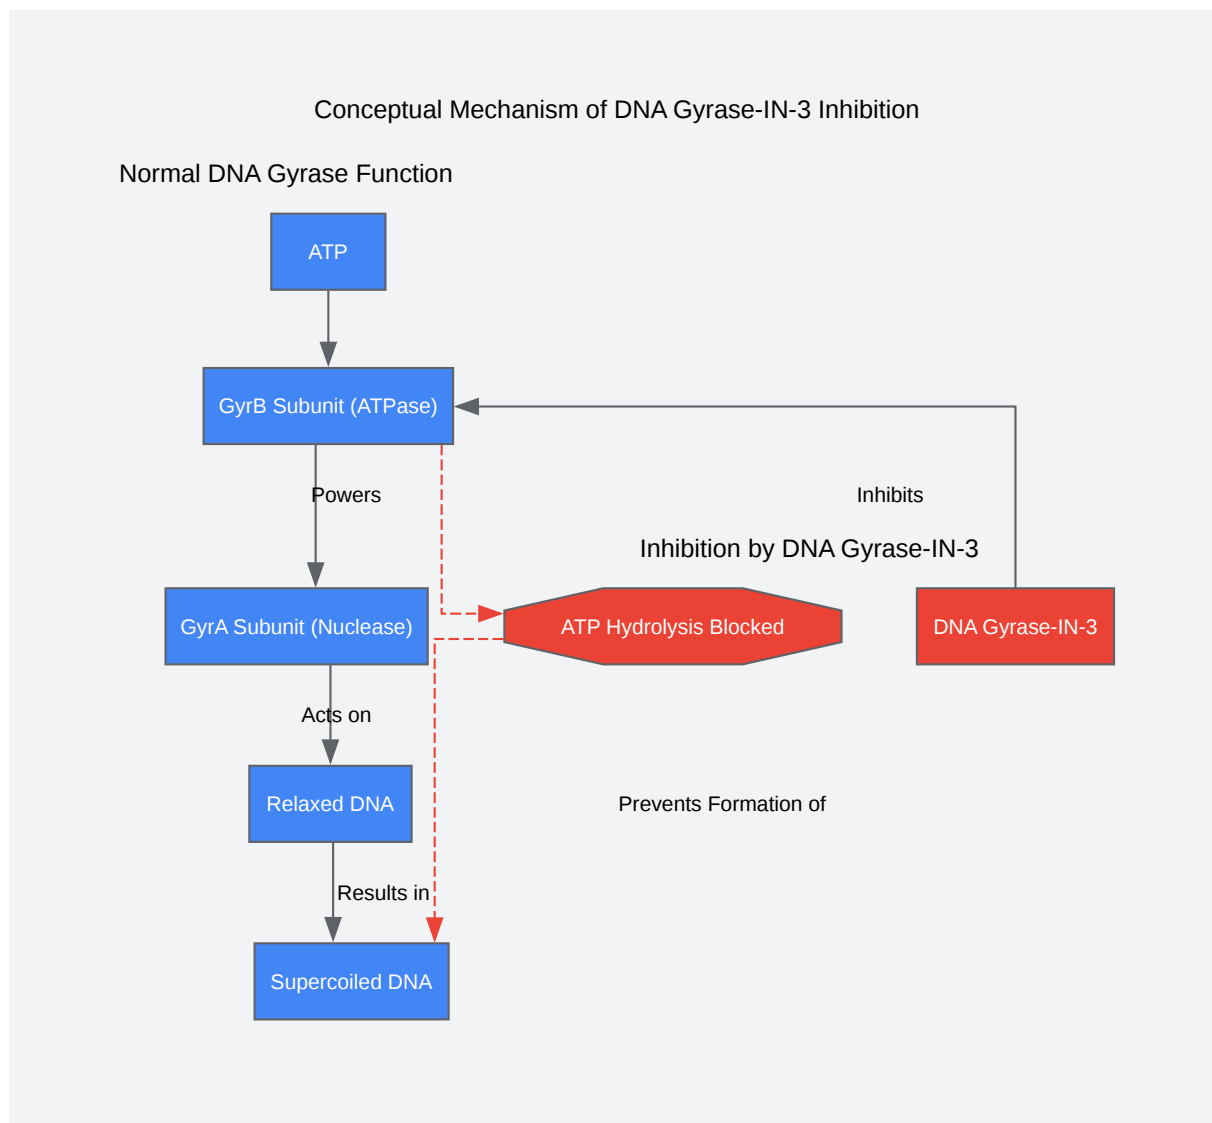 Conceptual Mechanism of DNA Gyrase-IN-3 Inhibition
Normal DNA Gyrase Function
ATP
GyrB Subunit (ATPase)
Powers
Inhibits
Inhibition by DNA Gyrase-IN-3
GyrA Subunit (Nuclease)
ATP Hydrolysis Blocked
DNA Gyrase-IN-3
Acts on
Relaxed DNA
Prevents Formation of
Results in
Supercoiled DNA